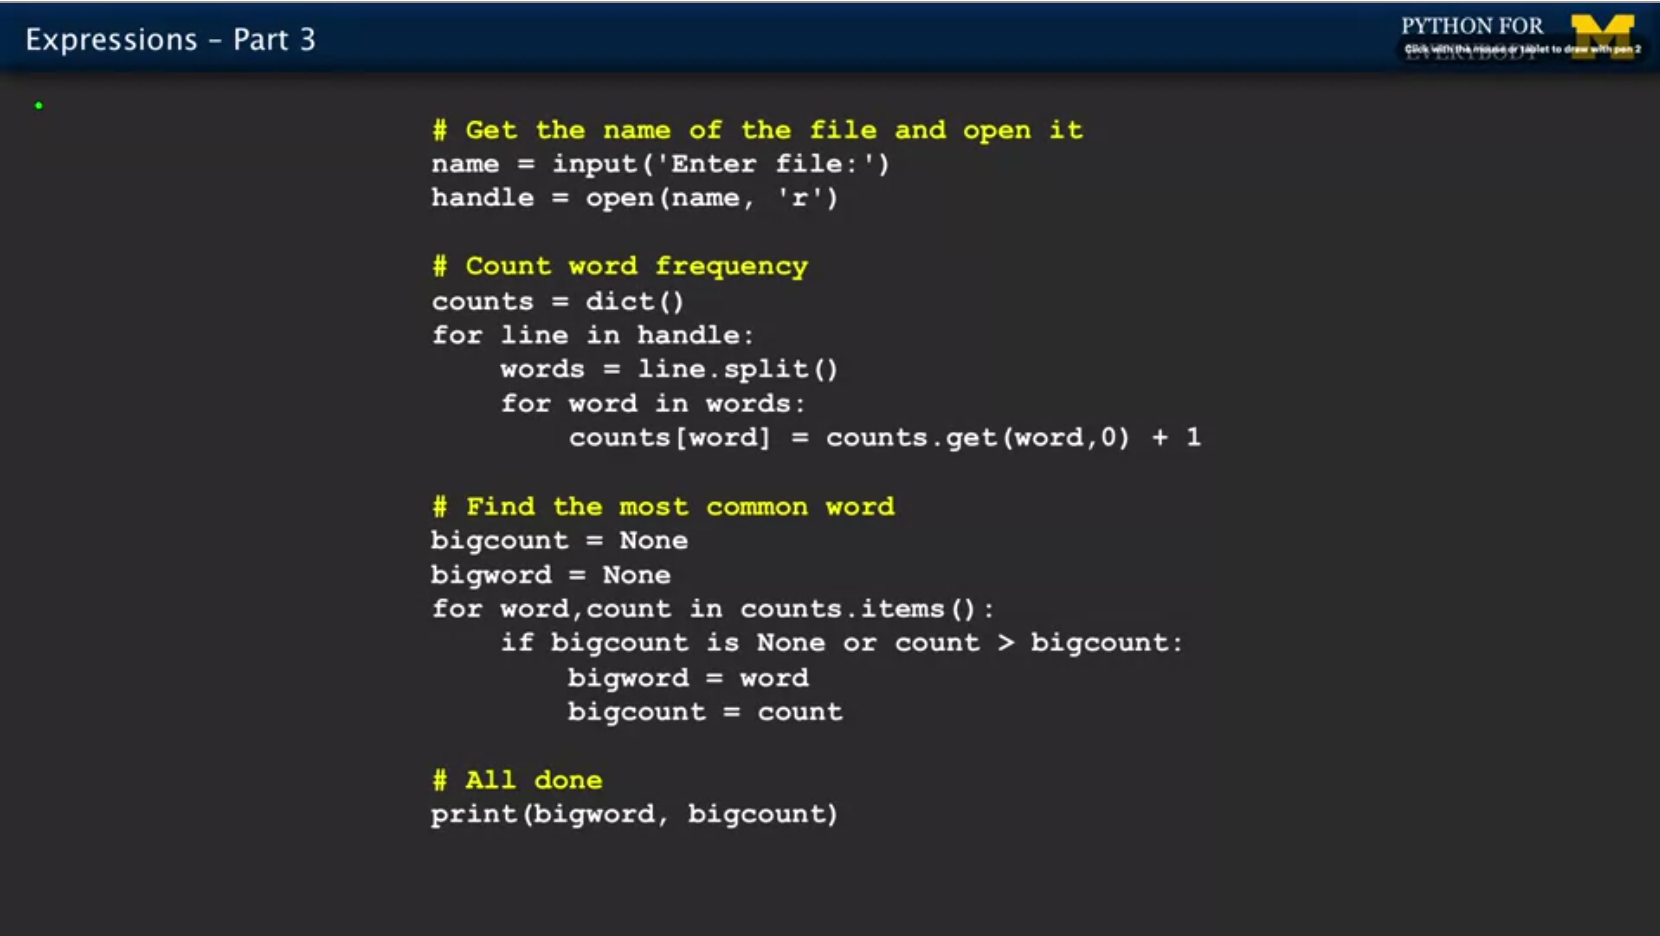 Expressions – Part 3
PYTHON FOR
EVERYBODY
Click with the mouse or tablet to draw with pen 2
# Get the name of the file and open it
name = input('Enter file:')
handle = open(name, 'r')
# Count word frequency
counts = dict()
for line in handle:
    words = line.split()
    for word in words:
        counts[word] = counts.get(word,0) + 1
# Find the most common word
bigcount = None
bigword = None
for word,count in counts.items():
    if bigcount is None or count > bigcount:
        bigword = word
        bigcount = count
# All done
print(bigword, bigcount)